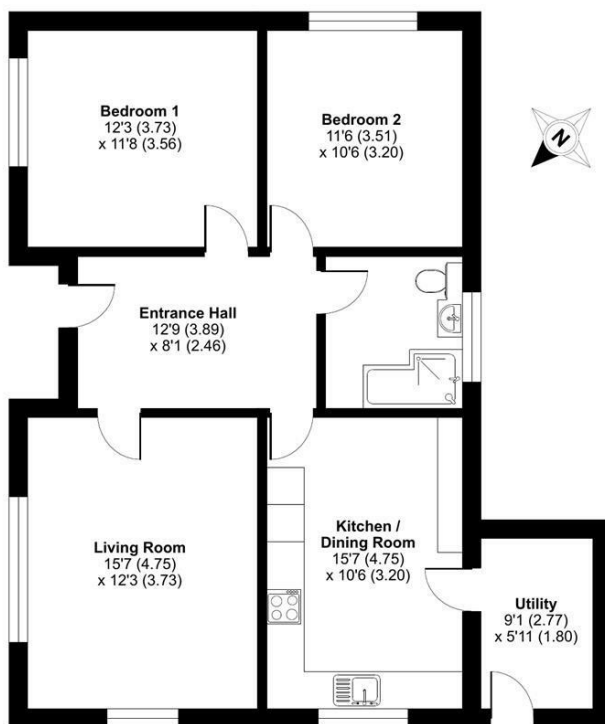 Bedroom 1
12'3 (3.73)
x 11'8 (3.56)
Bedroom 2
11'6 (3.51)
x 10'6 (3.20)
N
Entrance Hall
12'9 (3.89)
x 8'1 (2.46)
Living Room
15'7 (4.75)
x 12'3 (3.73)
Kitchen /
Dining Room
15'7 (4.75)
x 10'6 (3.20)
Utility
9'1 (2.77)
x 5'11 (1.80)